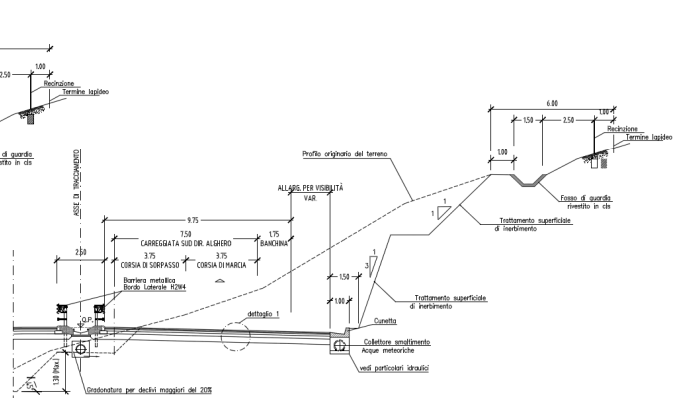 6.00
1.00
1.50
2.50
1.00
Recinzione
Termine lapideo
1.00
2.50
1.00
Recinzione
Termine lapideo
di guardia
Profilo originario del terreno
Fosso di guardia
rivestito in cls
ASSE DI TRACCIAMENTO
ALLARG. PER VISIBILITÀ
VAR.
1
1
Trattamento superficiale
di inerbimento
9.75
7.50
CARREGGIATA SUD DIR. ALGHERO
1.75
BANCHINA
3.75
CORSIA DI SORPASSO
3.75
CORSIA DI MARCIA
1
3
1.50
1.00
Barriera metallica
Bordo Laterale H2W4
Trattamento superficiale
di inerbimento
Q.P.
dettaglio 1
Cunetta
Collettore smaltimento
Acque meteoriche
vedi particolari idraulici
1.30 (Max.)
Gradonatura per declivi maggiori del 20%